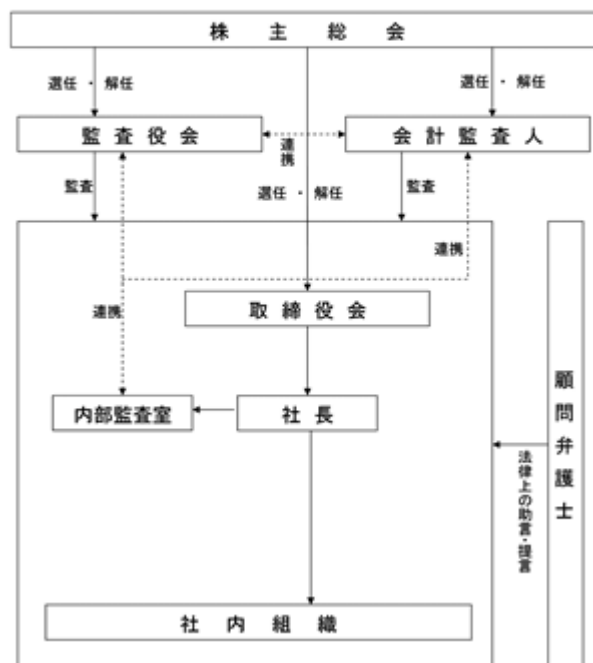 株主総会
選任・解任
選任・解任
監査役会
会計監査人
連携
監査
選任・解任
監査
連携
取締役会
連携
内部監査室
社長
顧問弁護士
法律上の助言・提言
社内組織